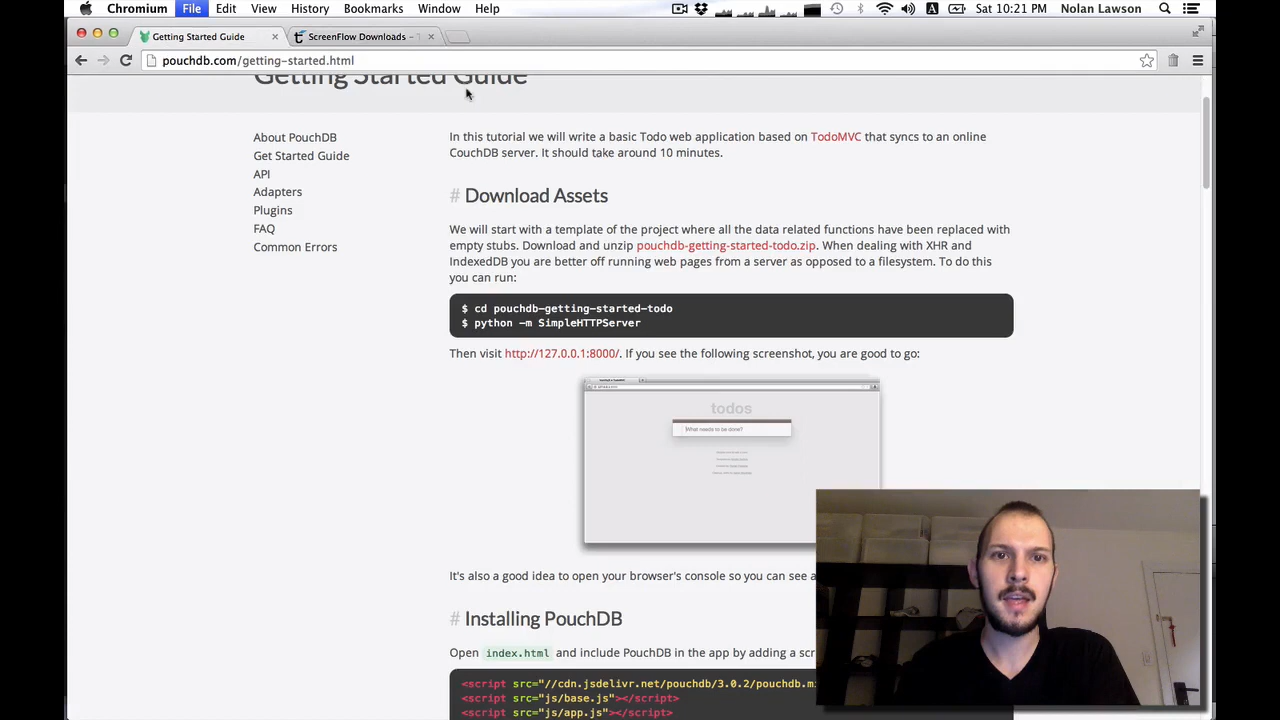 Chromium File Edit View History Bookmarks Window Help Sat 10:21 PM Nolan Lawson
Getting Started Guide ScreenFlow Downloads –
pouchdb.com/getting-started.html
Getting Started Guide
About PouchDB
Get Started Guide
API
Adapters
Plugins
FAQ
Common Errors
In this tutorial we will write a basic Todo web application based on TodoMVC that syncs to an online
CouchDB server. It should take around 10 minutes.
# Download Assets
We will start with a template of the project where all the data related functions have been replaced with
empty stubs. Download and unzip pouchdb-getting-started-todo.zip. When dealing with XHR and
IndexedDB you are better off running web pages from a server as opposed to a filesystem. To do this
you can run:
$ cd pouchdb-getting-started-todo
$ python -m SimpleHTTPServer
Then visit http://127.0.0.1:8000/. If you see the following screenshot, you are good to go:
todos
What needs to be done?
It's also a good idea to open your browser's console so you can see a
# Installing PouchDB
Open index.html and include PouchDB in the app by adding a scr
<script src="//cdn.jsdelivr.net/pouchdb/3.0.2/pouchdb.mi
<script src="js/base.js"></script>
<script src="js/app.js"></script>